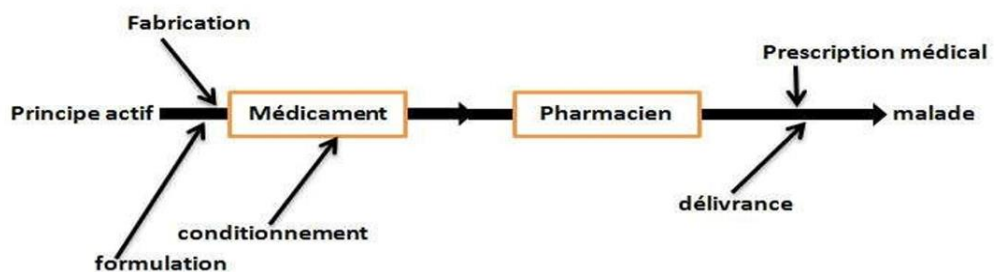 Fabrication
Prescription médical
Principe actif
Médicament
Pharmacien
malade
délivrance
conditionnement
formulation